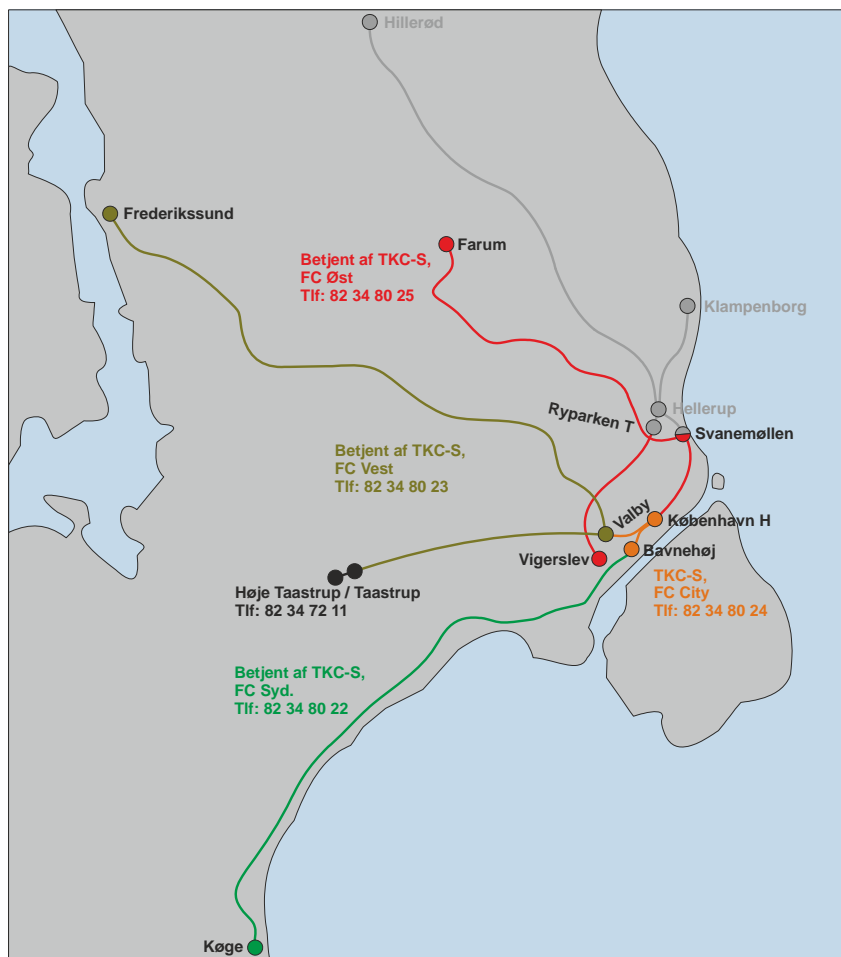 Hillerød
Frederikssund
Farum
Betjent af TKC-S,
FC Øst
Tlf: 82 34 80 25
Klampenborg
Hellerup
Ryparken T
Svanemøllen
Betjent af TKC-S,
FC Vest
Tlf: 82 34 80 23
Valby
København H
Vigerslev
Bavnehøj
TKC-S,
FC City
Tlf: 82 34 80 24
Høje Taastrup / Taastrup
Tlf: 82 34 72 11
Betjent af TKC-S,
FC Syd.
Tlf: 82 34 80 22
Køge